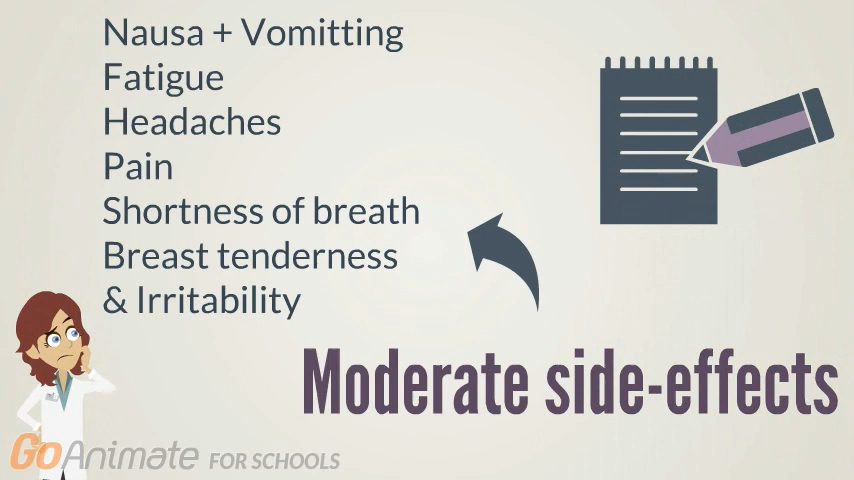 Nausa + Vomitting
Fatigue
Headaches
Pain
Shortness of breath
Breast tenderness
& Irritability
Moderate side-effects
GoAnimate FOR SCHOOLS